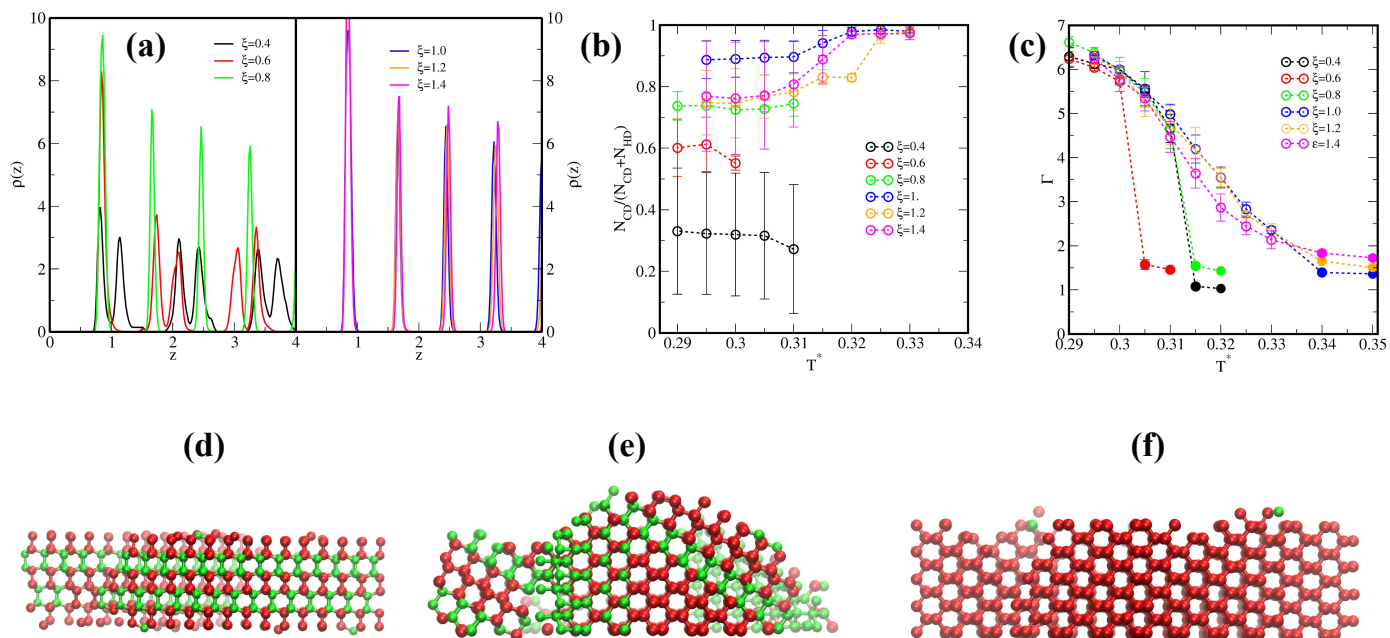 (a)
10
8
6
4
2
0
ρ(z)
ξ=0.4
ξ=0.6
ξ=0.8
1 2 3 4
z
ξ=1.0
ξ=1.2
ξ=1.4
1 2 3 4
z
10
8
6
4
2
0
ρ(z)
(b)
1
0.8
0.6
0.4
0.2
0
N_CD/(N_CD+N_HD)
ξ=0.4
ξ=0.6
ξ=0.8
ξ=1.
ξ=1.2
ξ=1.4
0.29 0.3 0.31 0.32 0.33 0.34
T*
(c)
7
6
5
4
3
2
1
0
Γ
ξ=0.4
ξ=0.6
ξ=0.8
ξ=1.0
ξ=1.2
ε=1.4
0.29 0.3 0.31 0.32 0.33 0.34 0.35
T*
(d)
(e)
(f)